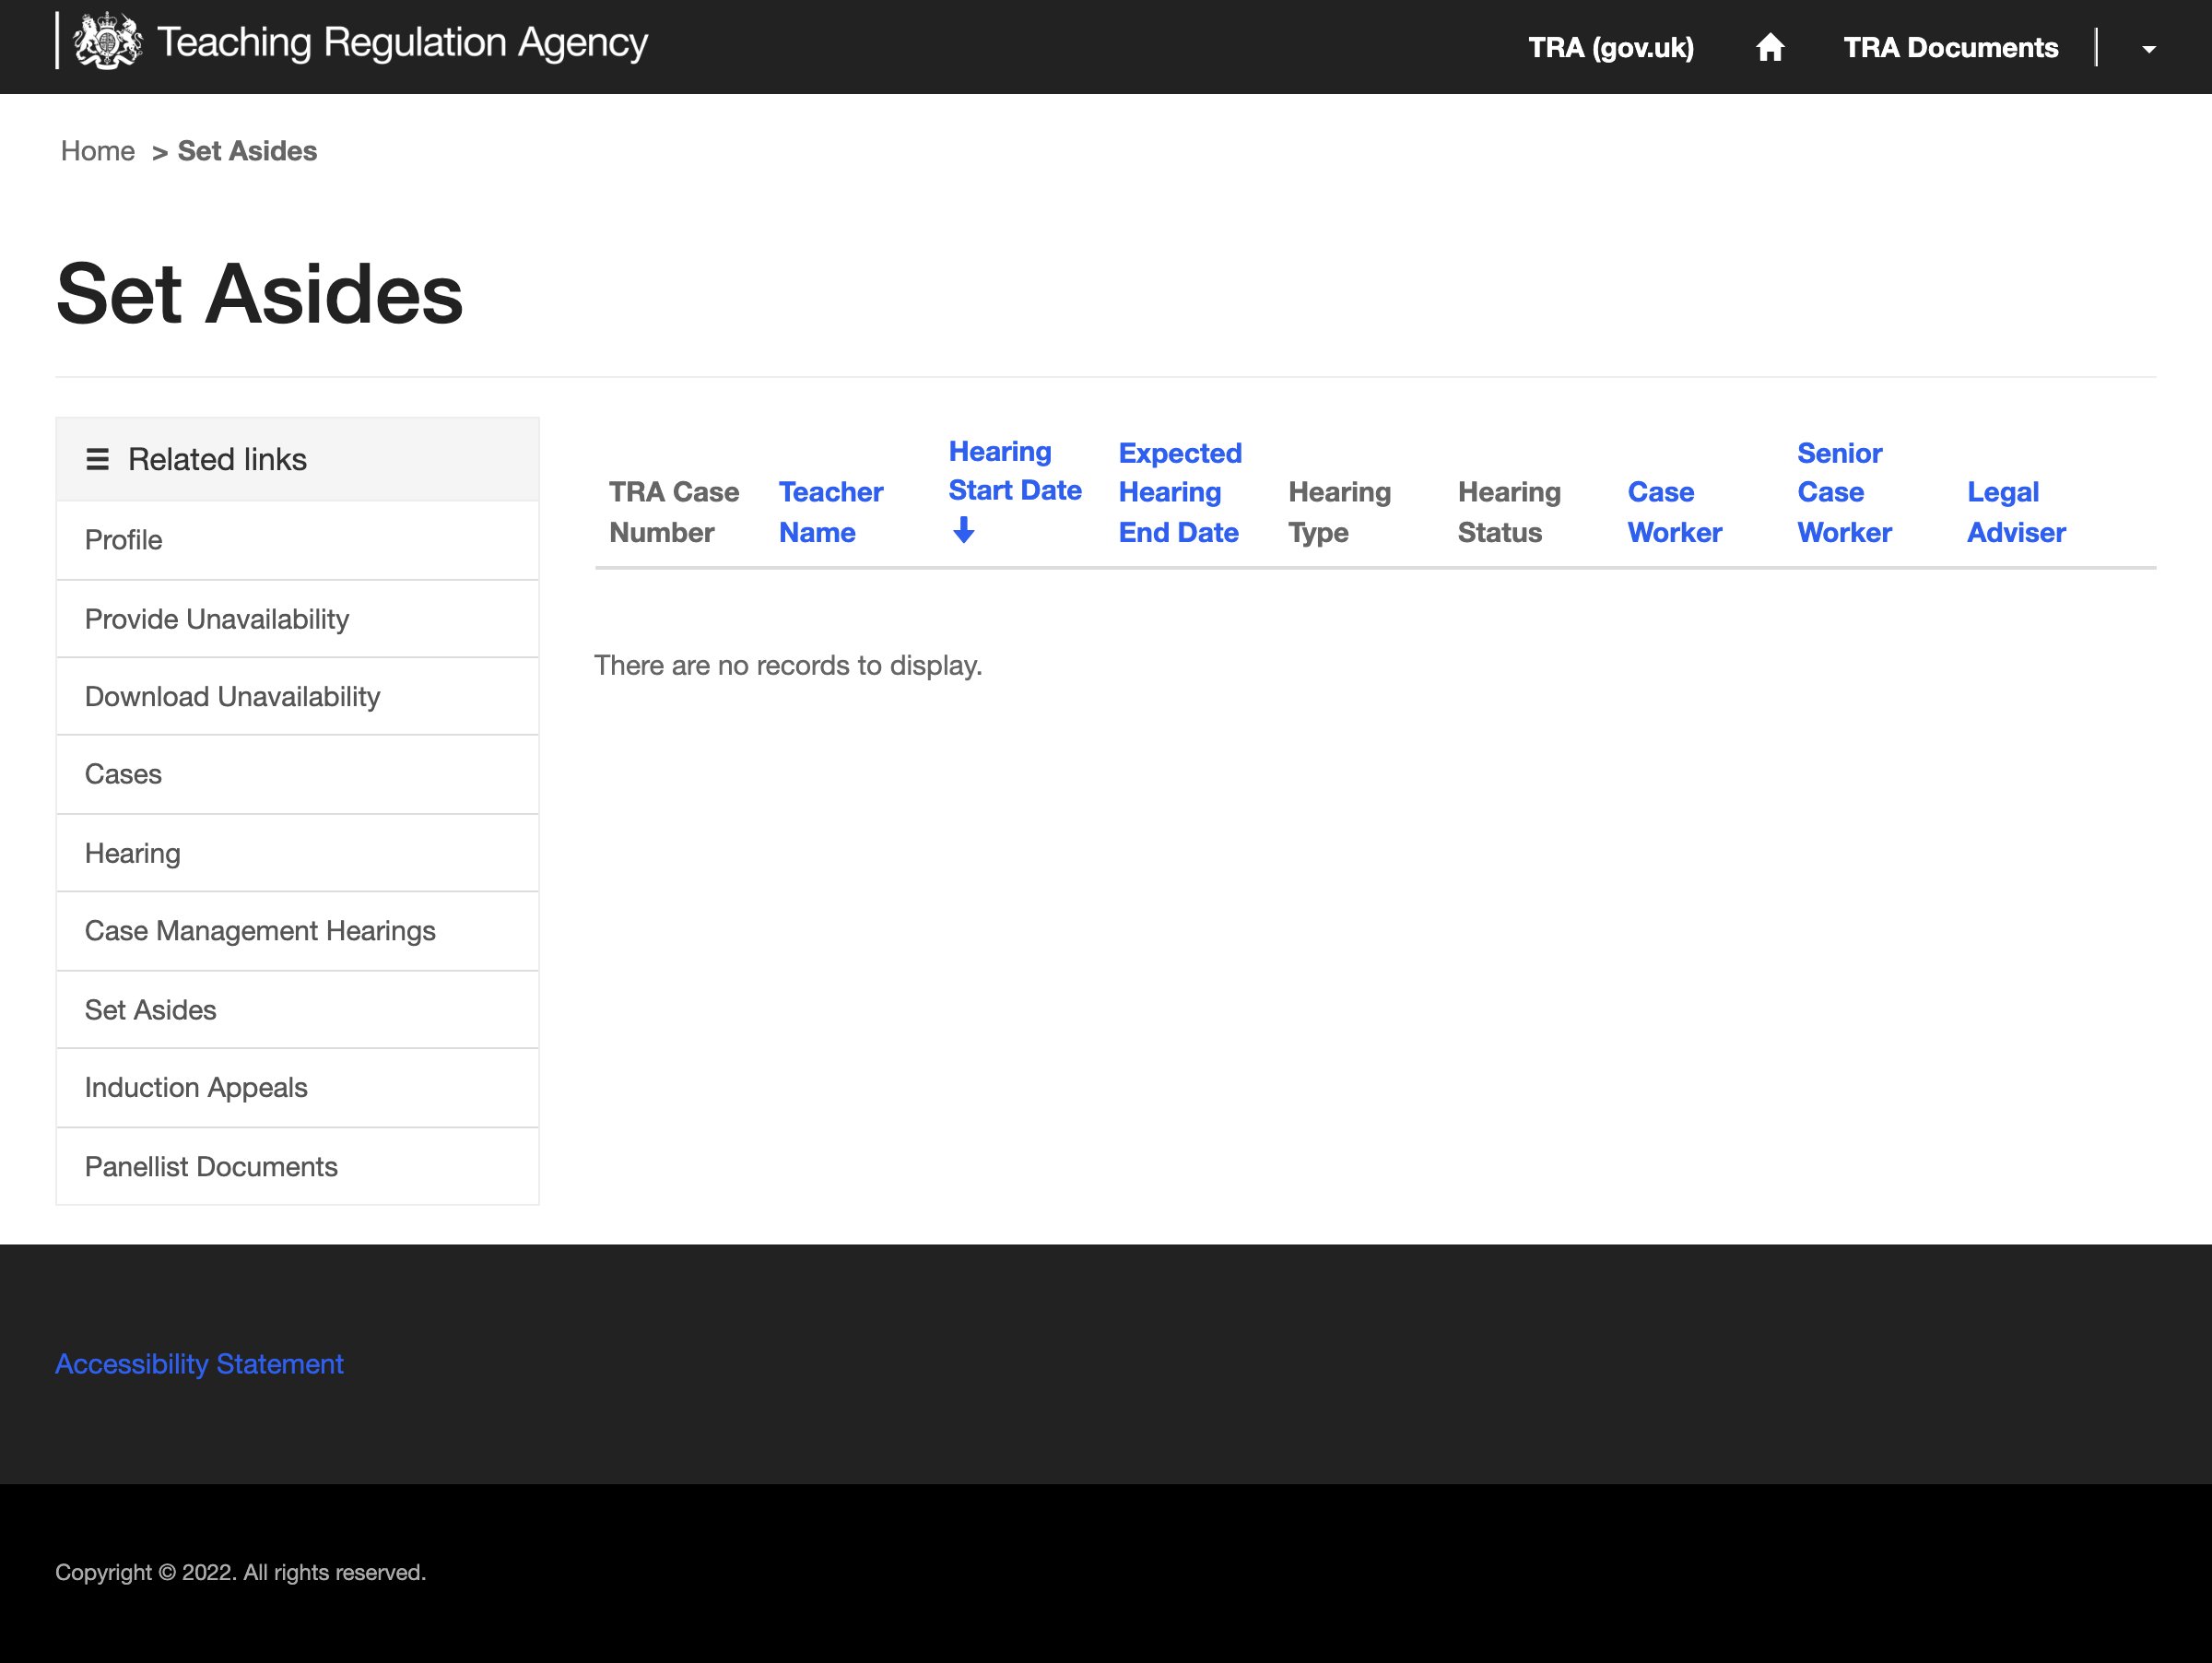 Teaching Regulation Agency
TRA (gov.uk)
TRA Documents
Home > Set Asides
Set Asides
Related links
Profile
Provide Unavailability
Download Unavailability
Cases
Hearing
Case Management Hearings
Set Asides
Induction Appeals
Panellist Documents
TRA Case
Number
Teacher
Name
Hearing
Start Date
Expected
Hearing
End Date
Hearing
Type
Hearing
Status
Case
Worker
Senior
Case
Worker
Legal
Adviser
There are no records to display.
Accessibility Statement
Copyright © 2022. All rights reserved.